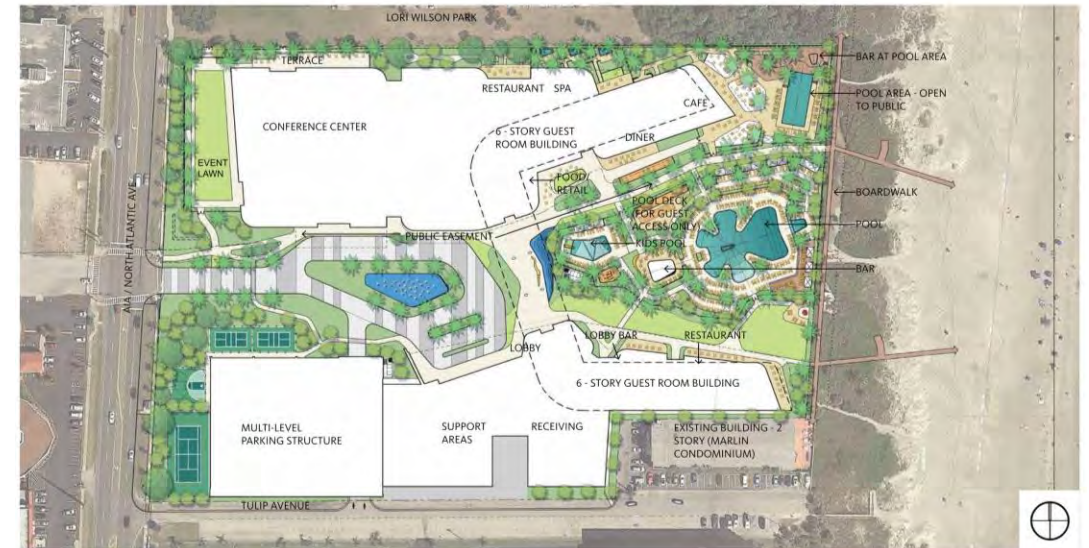 LORI WILSON PARK
TERRACE
BAR AT POOL AREA
RESTAURANT SPA
POOL AREA - OPEN
TO PUBLIC
CAFE
CONFERENCE CENTER
6 - STORY GUEST
ROOM BUILDING
DINER
EVENT
LAWN
FOOD/
RETAIL
POOL DECK
(FOR GUEST
ACCESS ONLY)
BOARDWALK
PUBLIC EASEMENT
KIDS POOL
POOL
BAR
A1A / NORTH ATLANTIC AVE
LOBBY
LOBBY BAR
RESTAURANT
6 - STORY GUEST ROOM BUILDING
MULTI-LEVEL
PARKING STRUCTURE
SUPPORT
AREAS
RECEIVING
EXISTING BUILDING - 2
STORY (MARLIN
CONDOMINIUM)
TULIP AVENUE